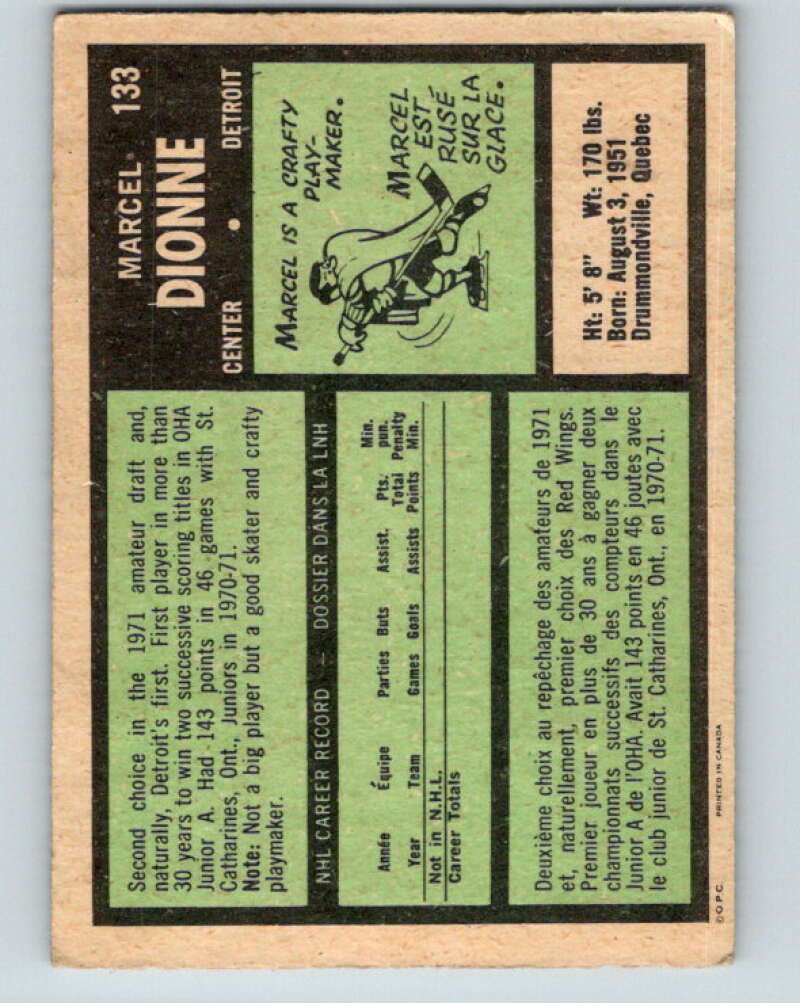 MARCEL 133
DIONNE
CENTER • DETROIT
Second choice in the 1971 amateur draft and,
naturally, Detroit's first. First player in more than
30 years to win two successive scoring titles in OHA
Junior A. Had 143 points in 46 games with St.
Catharines, Ont., Juniors in 1970-71.
Note: Not a big player but a good skater and crafty
playmaker.
MARCEL IS A CRAFTY
PLAY-
MAKER.
MARCEL
EST
RUSÉ
SUR LA
GLACE.
NHL CAREER RECORD – DOSSIER DANS LA LNH
Année Équipe Parties Buts Assist. Pts. Total Min. pun. Penalty
Year Team Games Goals Assists Points Min.
Not in N.H.L.
Career Totals
Ht: 5' 8" Wt: 170 lbs.
Born: August 3, 1951
Drummondville, Quebec
Deuxième choix au repêchage des amateurs de 1971
et, naturellement, premier choix des Red Wings.
Premier joueur en plus de 30 ans à gagner deux
championnats successifs des compteurs dans le
Junior A de l'OHA. Avait 143 points en 46 joutes avec
le club junior de St. Catharines, Ont., en 1970-71.
© O.P.C. PRINTED IN CANADA